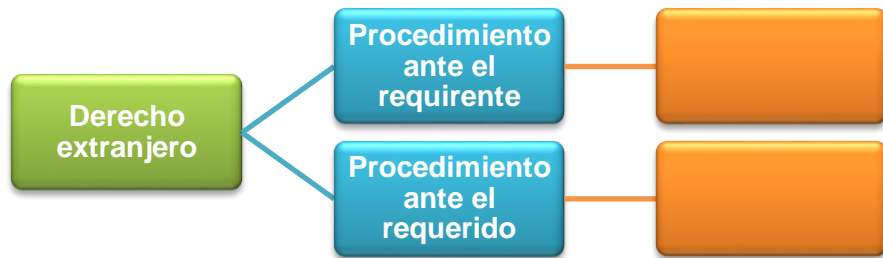 Derecho
extranjero
Procedimiento
ante el
requirente
Procedimiento
ante el
requerido